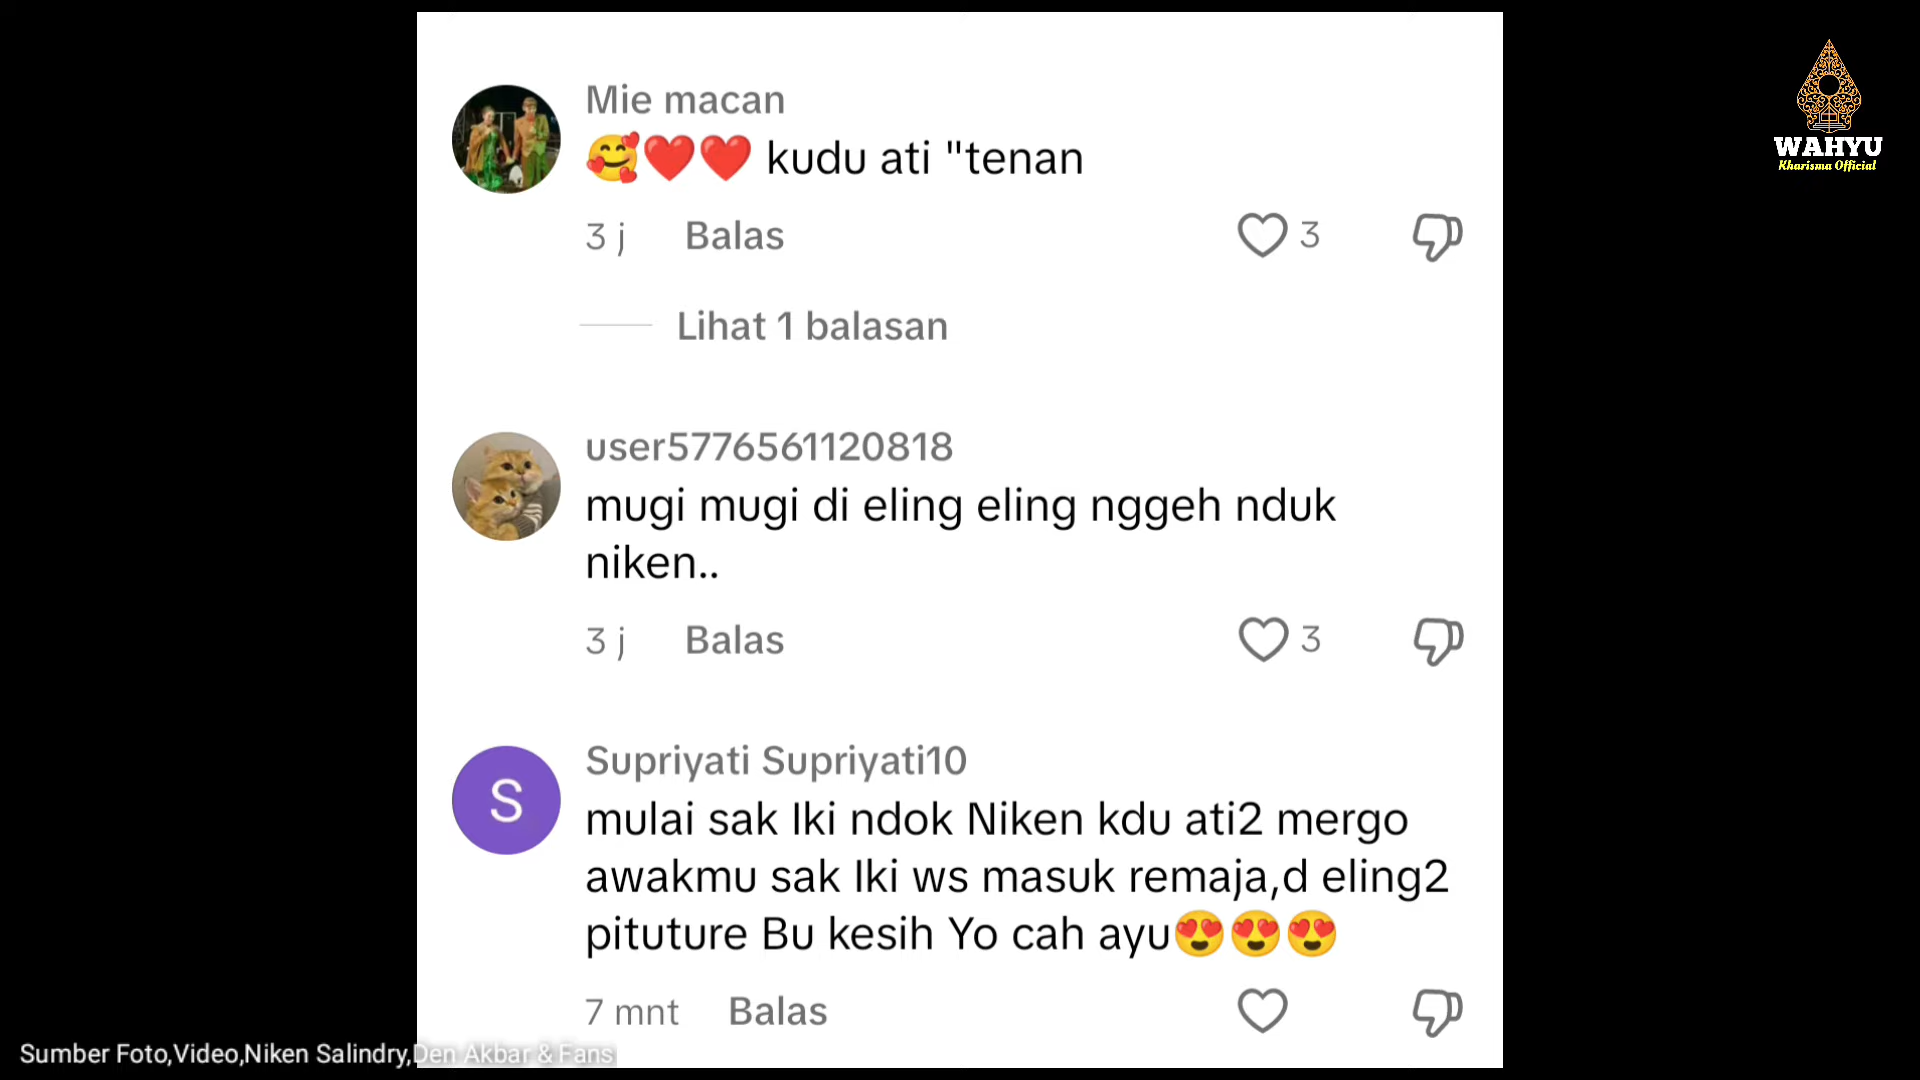 Mie macan
🥰❤️❤️ kudu ati "tenan
3 j Balas 3
Lihat 1 balasan
user5776561120818
mugi mugi di eling eling nggeh nduk
niken..
3 j Balas 3
S
Supriyati Supriyati10
mulai sak Iki ndok Niken kdu ati2 mergo
awakmu sak Iki ws masuk remaja,d eling2
pituture Bu kesih Yo cah ayu😍😍😍
7 mnt Balas
Sumber Foto,Video,Niken Salindry,Den Akbar & Fans
WAHYU
Kharisma Official